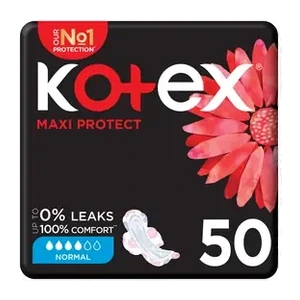 OUR
No1
PROTECTION*
Kotex
MAXI PROTECT
UP TO
0% LEAKS
100% COMFORT*
NORMAL
50